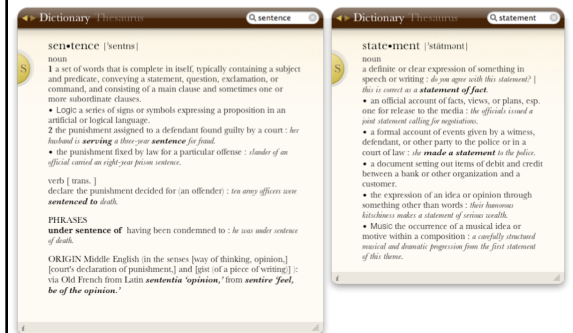 Dictionary Thesaurus
sentence
S
sen•tence |ˈsentns|
noun
1 a set of words that is complete in itself, typically containing a subject
and predicate, conveying a statement, question, exclamation, or
command, and consisting of a main clause and sometimes one or
more subordinate clauses.
• Logic a series of signs or symbols expressing a proposition in an
artificial or logical language.
2 the punishment assigned to a defendant found guilty by a court : her
husband is serving a three-year sentence for fraud.
• the punishment fixed by law for a particular offense : slander of an
official carried an eight-year prison sentence.
verb [ trans. ]
declare the punishment decided for (an offender) : ten army officers were
sentenced to death.
PHRASES
under sentence of having been condemned to : he was under sentence
of death.
ORIGIN Middle English (in the senses [way of thinking, opinion,]
[court's declaration of punishment,] and [gist (of a piece of writing)] ):
via Old French from Latin sententia 'opinion,' from sentire 'feel,
be of the opinion.'
i
Dictionary Thesaurus
statement
S
state•ment |ˈstātmənt|
noun
a definite or clear expression of something in
speech or writing : do you agree with this statement? |
this is correct as a statement of fact.
• an official account of facts, views, or plans, esp.
one for release to the media : the officials issued a
joint statement calling for negotiations.
• a formal account of events given by a witness,
defendant, or other party to the police or in a
court of law : she made a statement to the police.
• a document setting out items of debit and credit
between a bank or other organization and a
customer.
• the expression of an idea or opinion through
something other than words : their humorous
kitschiness makes a statement of serious wealth.
• Music the occurrence of a musical idea or
motive within a composition : a carefully structured
musical and dramatic progression from the first statement
of this theme.
i